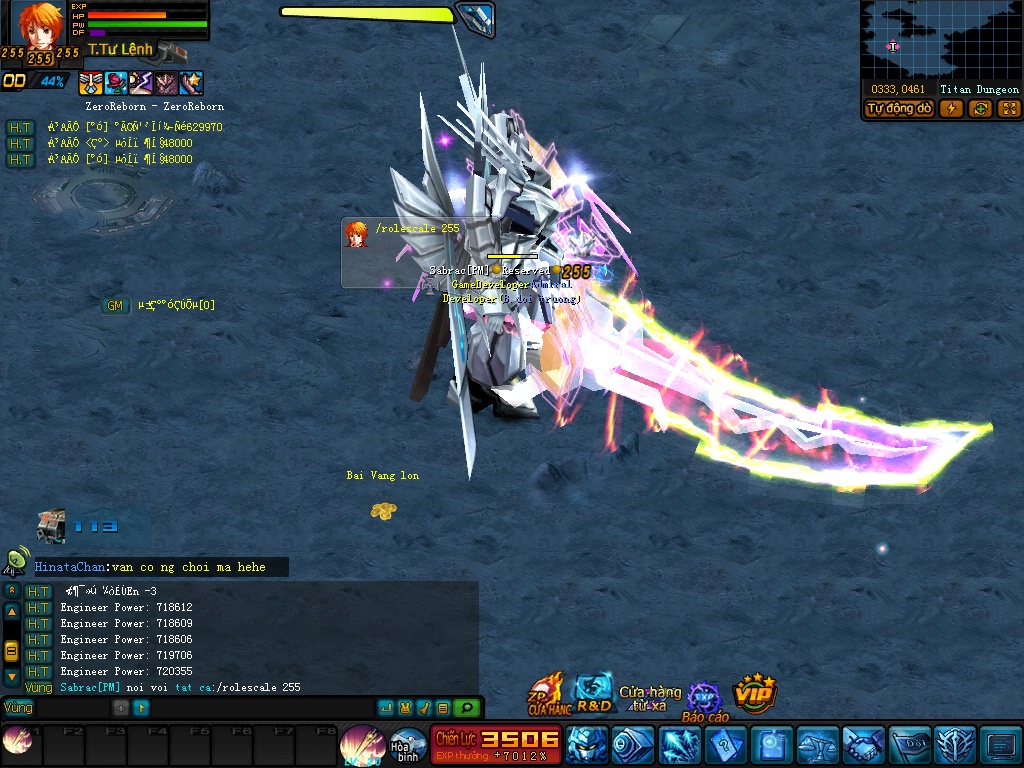 EXP
HP
PW
DF
255 255 255
T.Tư Lệnh
OD 44%
ZeroReborn - ZeroReborn
H.T
H.T
H.T
0333, 0461 Titan Dungeon
Tự động dò
/rolescale 255
Sabrac[PM] Reserved 255
GameDeveloper Admiral
GM
Bai Vang lon
113
HinataChan:van co ng choi ma hehe
H.T
H.T Engineer Power: 718612
H.T Engineer Power: 718609
H.T Engineer Power: 718606
H.T Engineer Power: 719706
H.T Engineer Power: 720355
Vùng Sabrac[PM] noi voi tat ca:/rolescale 255
Vùng
ZP CỬA HÀNG
R&D
Cửa hàng từ xa
EXP
Báo cáo
VIP
F2 F3 F4 F5 F6 F7 F8
Hòa bình
Chiến Lực 3506
EXP thưởng +7012%